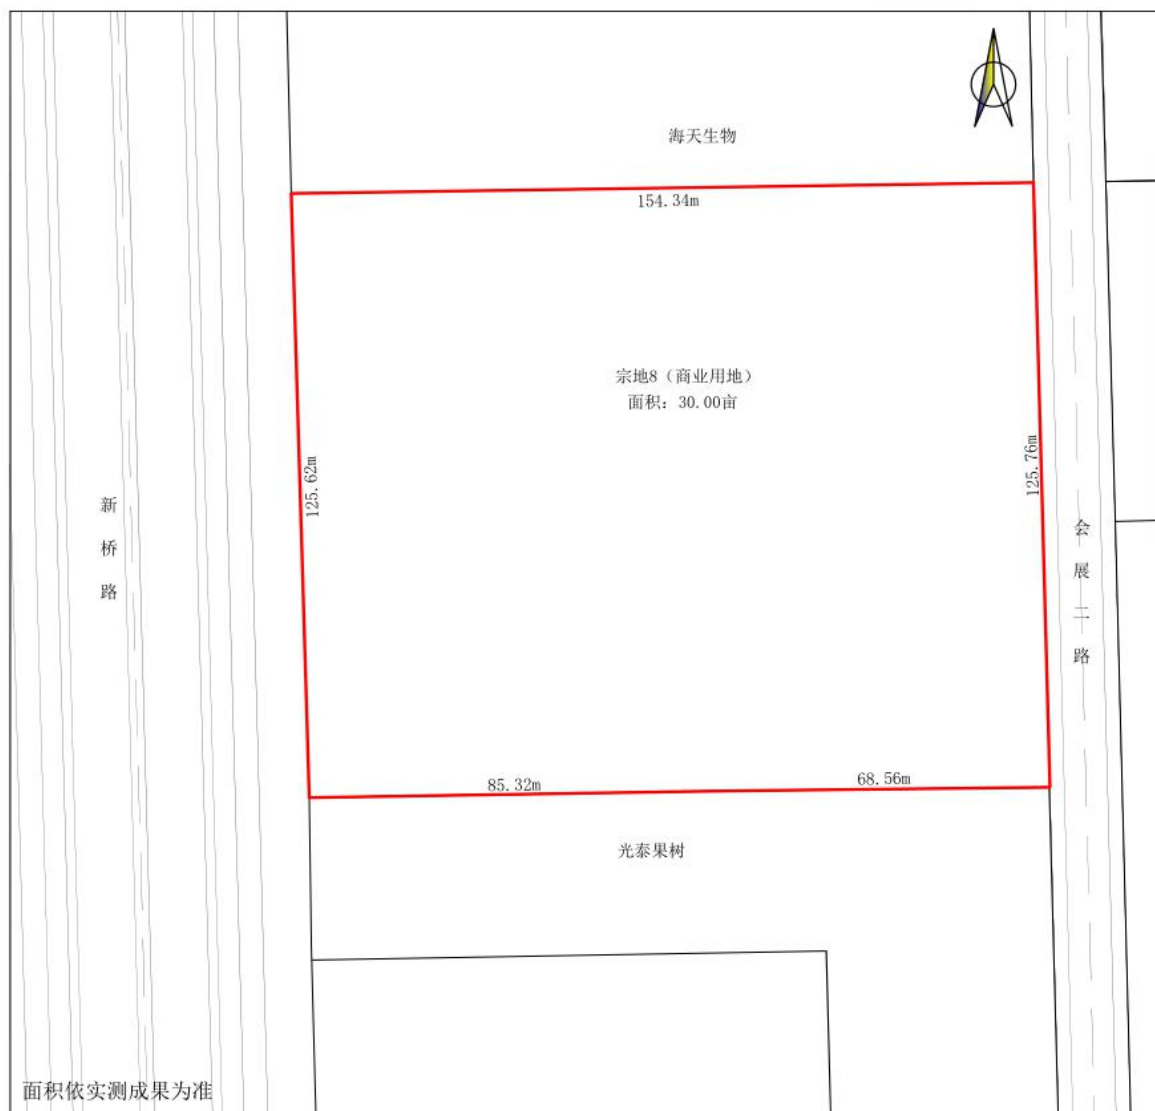 海天生物
154.34m
宗地8（商业用地）
面积：30.00亩
125.62m
125.76m
新桥路
会展二路
85.32m
68.56m
光泰果树
面积依实测成果为准